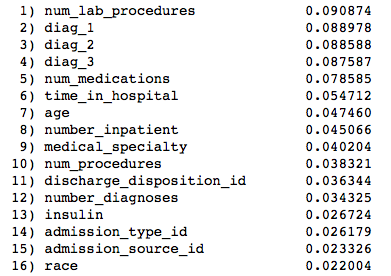 1) num_lab_procedures 0.090874
2) diag_1 0.088978
3) diag_2 0.088588
4) diag_3 0.087587
5) num_medications 0.078585
6) time_in_hospital 0.054712
7) age 0.047460
8) number_inpatient 0.045066
9) medical_specialty 0.040204
10) num_procedures 0.038321
11) discharge_disposition_id 0.036344
12) number_diagnoses 0.034325
13) insulin 0.026724
14) admission_type_id 0.026179
15) admission_source_id 0.023326
16) race 0.022004